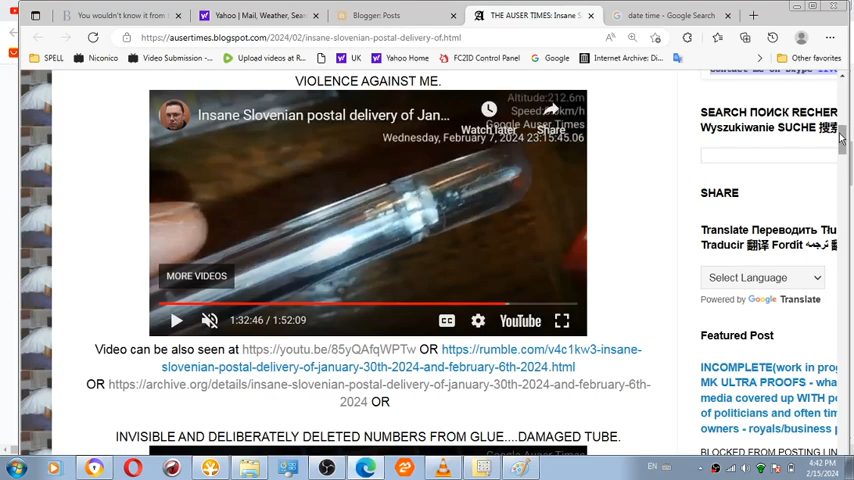 You wouldn't know it from t
Yahoo | Mail, Weather, Sea
Blogger: Posts
THE AUSER TIMES: Insane S
date time - Google Search
https://ausertimes.blogspot.com/2024/02/insane-slovenian-postal-delivery-of.html
SPELL
Niconico
Video Submission -
Upload videos at R...
UK
Yahoo Home
FC2ID Control Panel
Google
Internet Archive: Di...
Other favorites
VIOLENCE AGAINST ME.
Insane Slovenian postal delivery of Jan...
Watch later
Share
Altitude:212.6m
Google Auser Times
Wednesday, February 7, 2024 23:15:45.06
MORE VIDEOS
1:32:46 / 1:52:09
CC
YouTube
Video can be also seen at https://youtu.be/85yQAfqWPTw OR https://rumble.com/v4c1kw3-insane-
slovenian-postal-delivery-of-january-30th-2024-and-february-6th-2024.html
OR https://archive.org/details/insane-slovenian-postal-delivery-of-january-30th-2024-and-february-6th-
2024 OR
INVISIBLE AND DELIBERATELY DELETED NUMBERS FROM GLUE....DAMAGED TUBE.
SEARCH ПОИСК RECHER
Wyszukiwanie SUCHE 搜索
SHARE
Translate Переводить Tłu
Traducir 翻译 Fordít ترجمه
Select Language
Powered by Google Translate
Featured Post
INCOMPLETE(work in pro
MK ULTRA PROOFS - wha
media covered up WITH p
of politicians and often tim
owners - royals/business p
BLACKED FROM POSTING LIN
EN
4:42 PM
2/15/2024